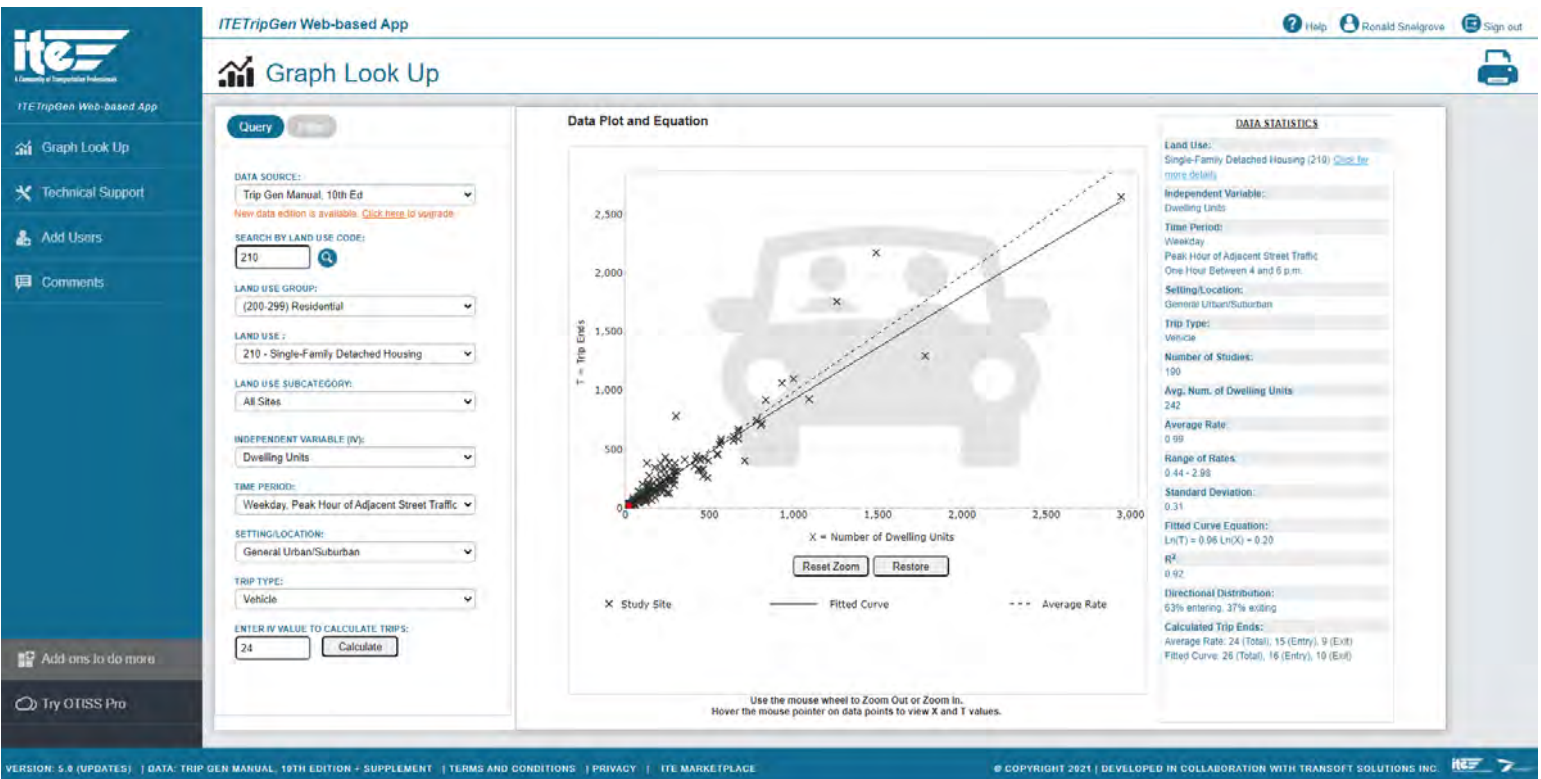 ite
A Community of Transportation Professionals
ITETripGen Web-based App
Graph Look Up
Technical Support
Add Users
Comments
Add-ons to do more
Try OTISS Pro
ITETripGen Web-based App
Help
Ronald Snelgrove
Sign out
Graph Look Up
Query
DATA SOURCE:
Trip Gen Manual, 10th Ed
New data edition is available. Click here to upgrade
SEARCH BY LAND USE CODE:
210
LAND USE GROUP:
(200-299) Residential
LAND USE :
210 - Single-Family Detached Housing
LAND USE SUBCATEGORY:
All Sites
INDEPENDENT VARIABLE (IV):
Dwelling Units
TIME PERIOD:
Weekday, Peak Hour of Adjacent Street Traffic
SETTING/LOCATION:
General Urban/Suburban
TRIP TYPE:
Vehicle
ENTER IV VALUE TO CALCULATE TRIPS:
24
Calculate
Data Plot and Equation
T = Trip Ends
2,500
2,000
1,500
1,000
500
0
0 500 1,000 1,500 2,000 2,500 3,000
X = Number of Dwelling Units
Reset Zoom Restore
Study Site Fitted Curve Average Rate
Use the mouse wheel to Zoom Out or Zoom In.
Hover the mouse pointer on data points to view X and T values.
DATA STATISTICS
Land Use:
Single-Family Detached Housing (210) Click for
more details
Independent Variable:
Dwelling Units
Time Period:
Weekday
Peak Hour of Adjacent Street Traffic
One Hour Between 4 and 6 p.m.
Setting/Location:
General Urban/Suburban
Trip Type:
Vehicle
Number of Studies:
190
Avg. Num. of Dwelling Units
242
Average Rate:
0.99
Range of Rates:
0.44 - 2.98
Standard Deviation:
0.31
Fitted Curve Equation:
Ln(T) = 0.96 Ln(X) + 0.20
R²
0.92
Directional Distribution:
63% entering, 37% exiting
Calculated Trip Ends:
Average Rate: 24 (Total), 15 (Entry), 9 (Exit)
Fitted Curve: 26 (Total), 16 (Entry), 10 (Exit)
VERSION: 5.0 (UPDATES) | DATA: TRIP GEN MANUAL, 10TH EDITION + SUPPLEMENT | TERMS AND CONDITIONS | PRIVACY | ITE MARKETPLACE
© COPYRIGHT 2021 | DEVELOPED IN COLLABORATION WITH TRANSOFT SOLUTIONS INC. ite